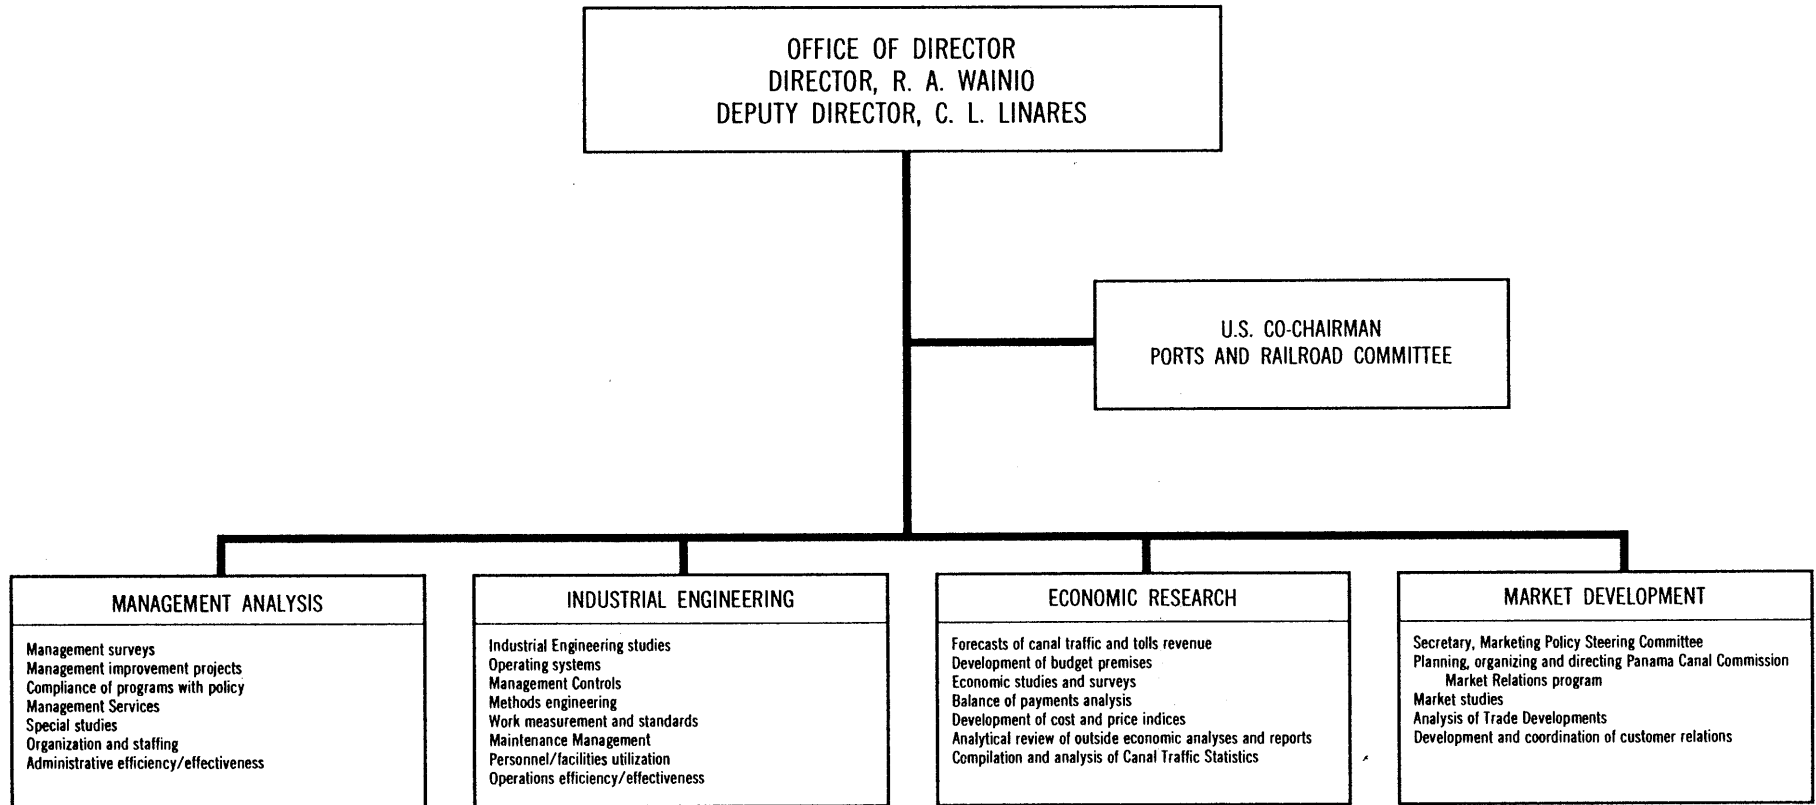 OFFICE OF DIRECTOR
DIRECTOR, R. A. WAINIO
DEPUTY DIRECTOR, C. L. LINARES
U.S. CO-CHAIRMAN
PORTS AND RAILROAD COMMITTEE
MANAGEMENT ANALYSIS
Management surveys
Management improvement projects
Compliance of programs with policy
Management Services
Special studies
Organization and staffing
Administrative efficiency/effectiveness
INDUSTRIAL ENGINEERING
Industrial Engineering studies
Operating systems
Management Controls
Methods engineering
Work measurement and standards
Maintenance Management
Personnel/facilities utilization
Operations efficiency/effectiveness
ECONOMIC RESEARCH
Forecasts of canal traffic and tolls revenue
Development of budget premises
Economic studies and surveys
Balance of payments analysis
Development of cost and price indices
Analytical review of outside economic analyses and reports
Compilation and analysis of Canal Traffic Statistics
MARKET DEVELOPMENT
Secretary, Marketing Policy Steering Committee
Planning, organizing and directing Panama Canal Commission
Market Relations program
Market studies
Analysis of Trade Developments
Development and coordination of customer relations